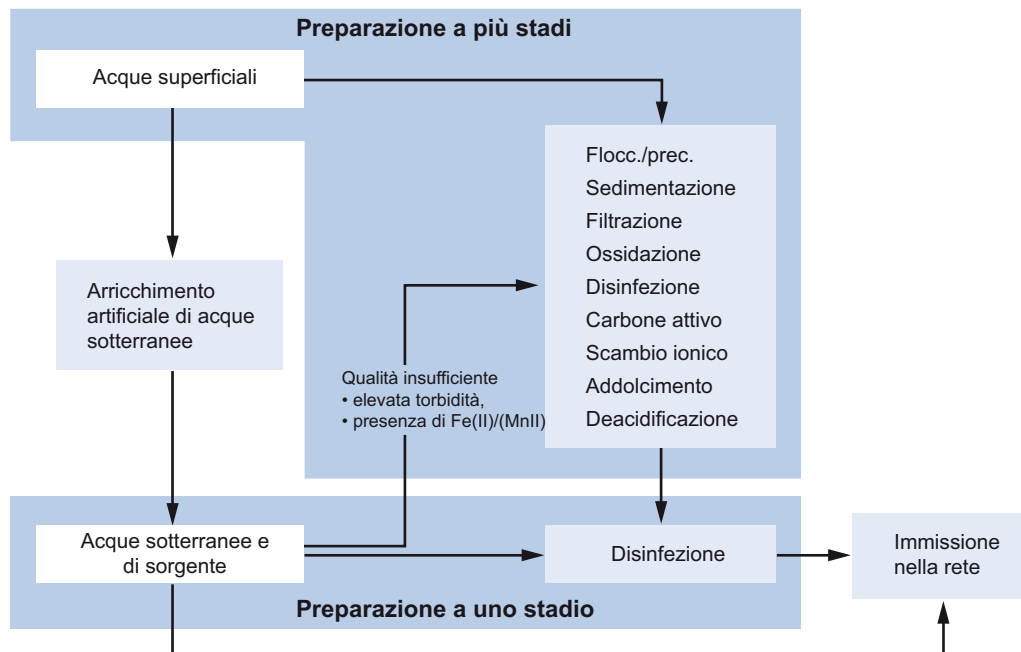 Preparazione a più stadi
Acque superficiali
Flocc./prec.
Sedimentazione
Filtrazione
Ossidazione
Disinfezione
Carbone attivo
Scambio ionico
Addolcimento
Deacidificazione
Arricchimento
artificiale di acque
sotterranee
Qualità insufficiente
• elevata torbidità,
• presenza di Fe(II)/(MnII)
Acque sotterranee e
di sorgente
Disinfezione
Immissione
nella rete
Preparazione a uno stadio